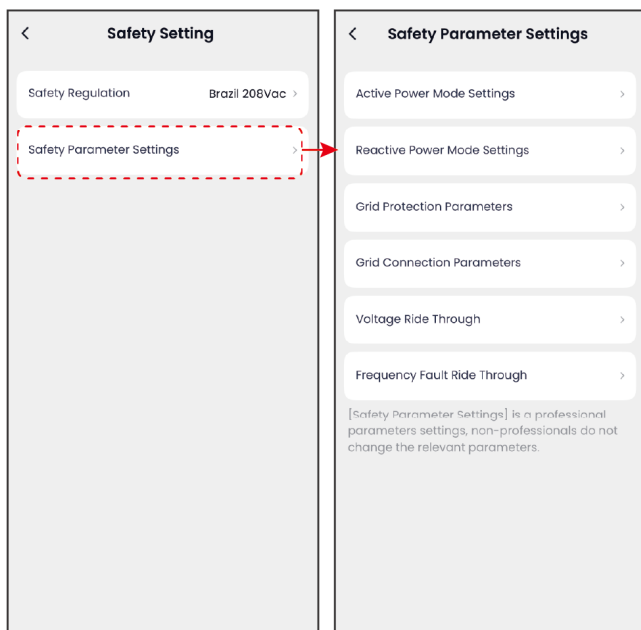 Safety Setting
Safety Regulation Brazil 208Vac
Safety Parameter Settings
Safety Parameter Settings
Active Power Mode Settings
Reactive Power Mode Settings
Grid Protection Parameters
Grid Connection Parameters
Voltage Ride Through
Frequency Fault Ride Through
[Safety Parameter Settings] is a professional
parameters settings, non-professionals do not
change the relevant parameters.